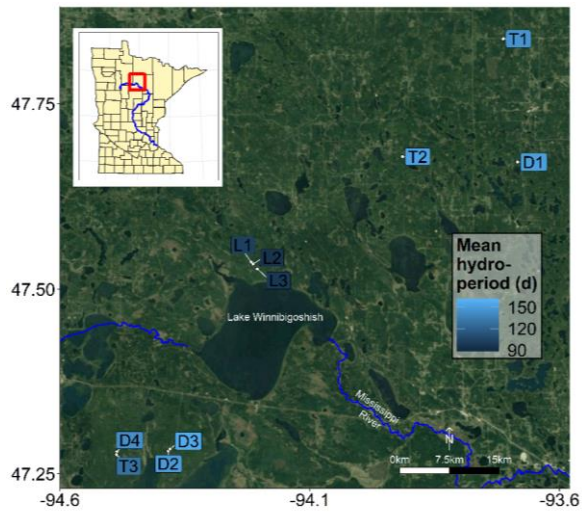 T1
47.75
T2
D1
L1
L2
L3
Mean
hydro-
period (d)
150
120
90
47.50
Lake Winnibigoshish
Mississippi
River
N
0km 7.5km 15km
D4
D3
T3
D2
47.25
-94.6 -94.1 -93.6